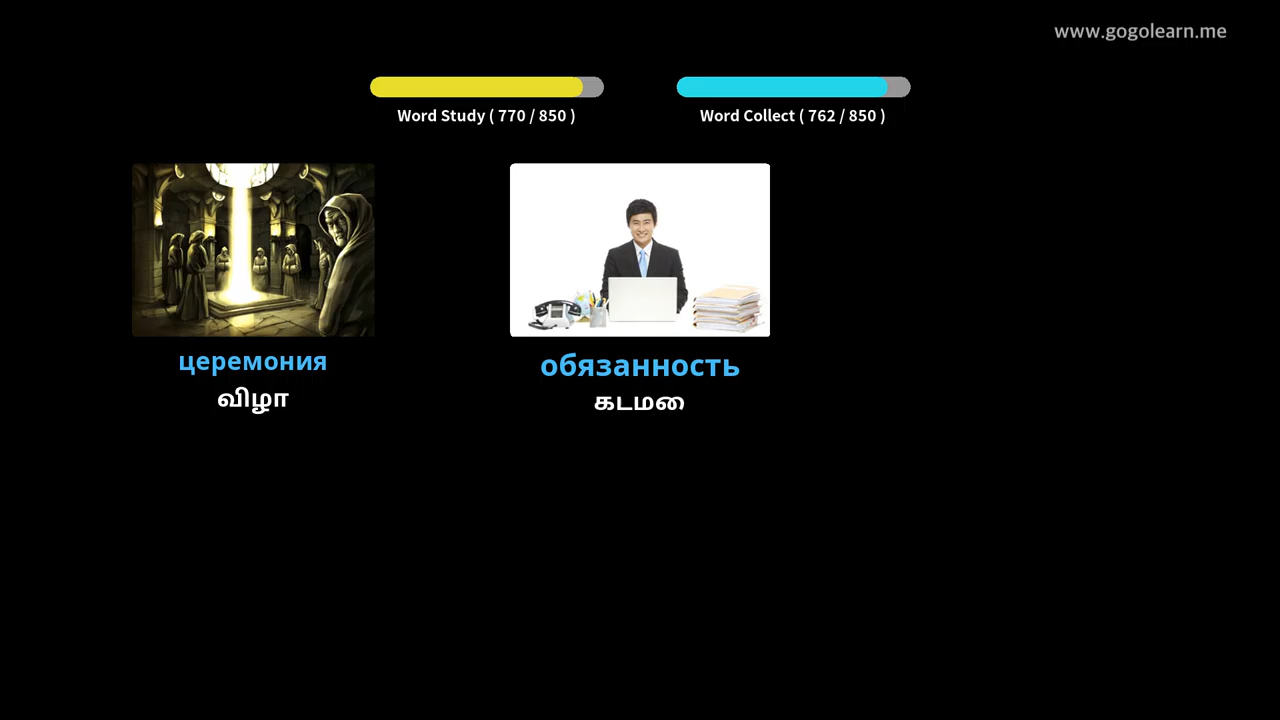 www.gogolearn.me
Word Study ( 770 / 850 )
Word Collect ( 762 / 850 )
церемония
விழா
обязанность
கடமை